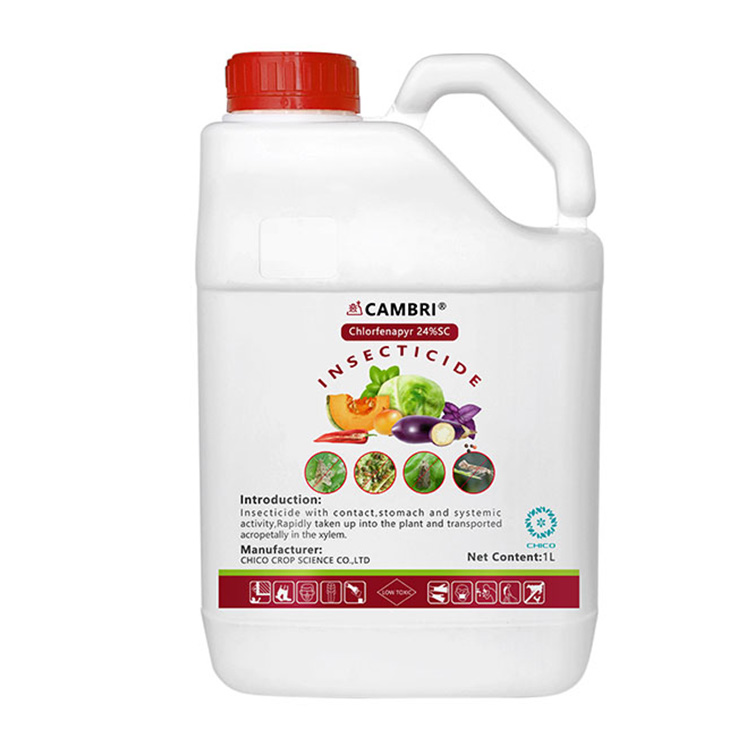 CAMBRI®
Chlorfenapyr 24%SC
INSECTICIDE
Introduction:
Insecticide with contact,stomach and systemic
activity,Rapidly taken up into the plant and transported
acropetally in the xylem.
CHICO
Manufacturer:
CHICO CROP SCIENCE CO.,LTD
Net Content:1L
LOW TOXIC